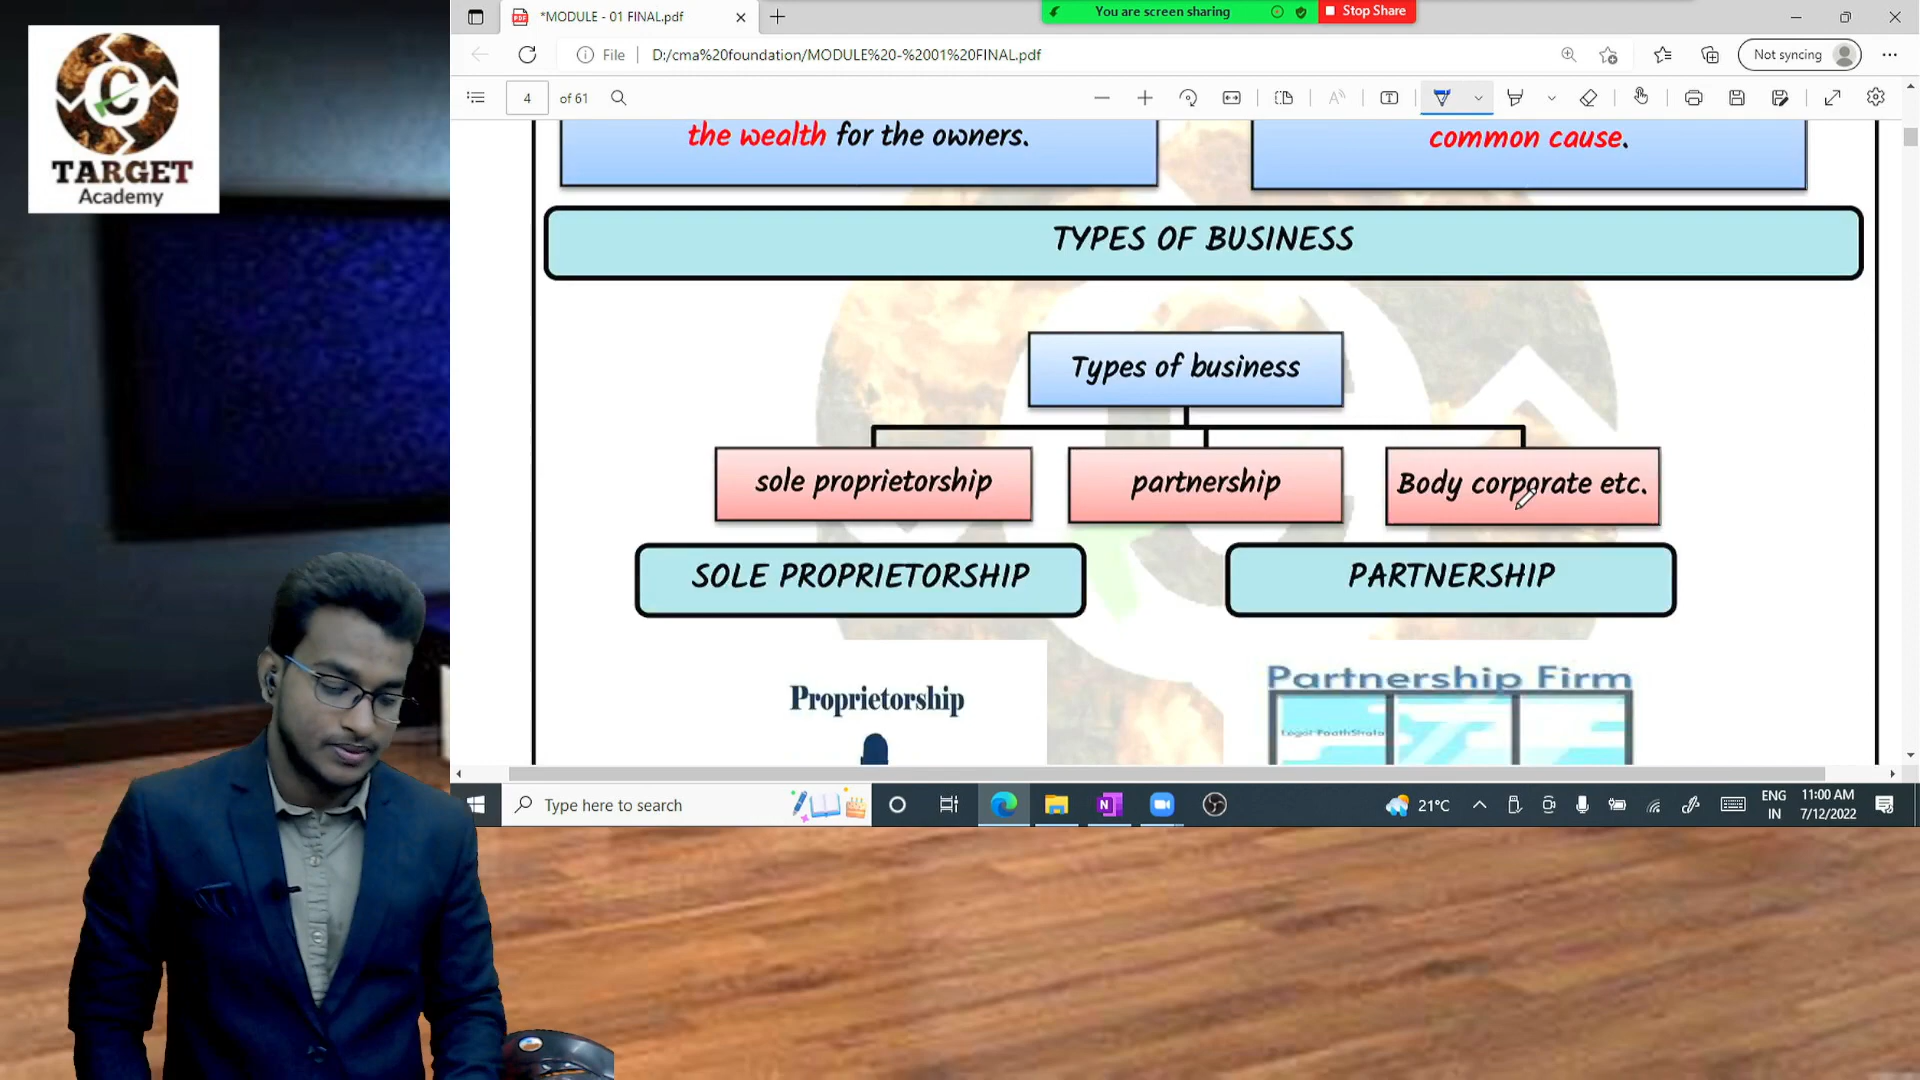 TARGET
Academy
*MODULE - 01 FINAL.pdf
You are screen sharing
Stop Share
File
D:/cma%20foundation/MODULE%20-%2001%20FINAL.pdf
Not syncing
4
of 61
the wealth for the owners.
common cause.
TYPES OF BUSINESS
Types of business
sole proprietorship
partnership
Body corporate etc.
SOLE PROPRIETORSHIP
PARTNERSHIP
Proprietorship
Partnership Firm
Type here to search
21°C
ENG
IN
11:00 AM
7/12/2022